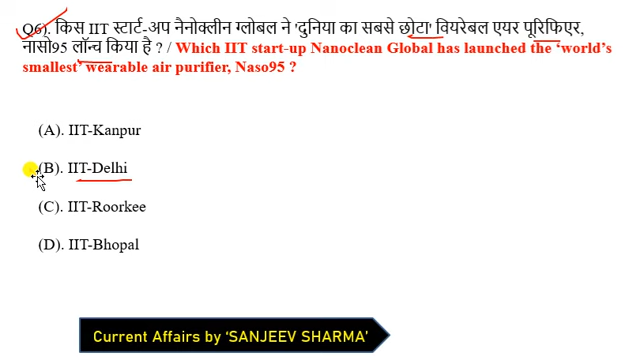 Q6). किस IIT स्टार्ट-अप नैनोक्लीन ग्लोबल ने 'दुनिया का सबसे छोटा' वियरेबल एयर पूरिफिएर,
नासो95 लॉन्च किया है ? / Which IIT start-up Nanoclean Global has launched the ‘world’s
smallest’ wearable air purifier, Naso95 ?
(A). IIT-Kanpur
(B). IIT-Delhi
(C). IIT-Roorkee
(D). IIT-Bhopal
Current Affairs by ‘SANJEEV SHARMA’